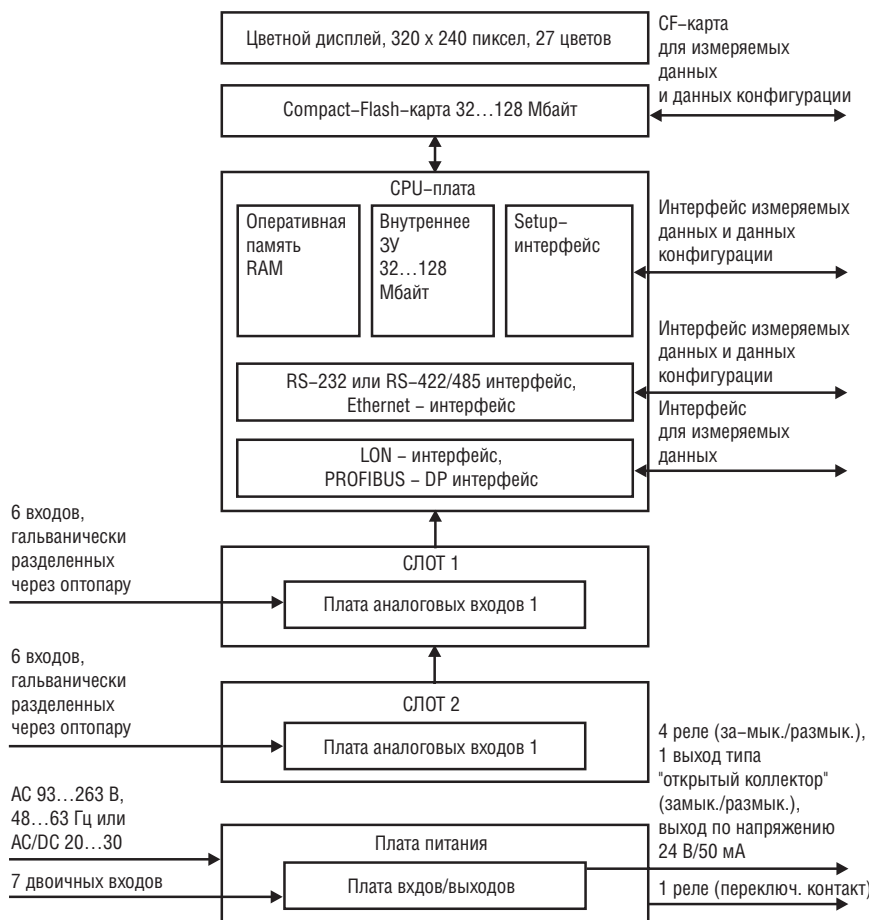 Цветной дисплей, 320 x 240 пиксел, 27 цветов
CF–карта
для измеряемых
данных
и данных конфигурации
Compact–Flash–карта 32...128 Мбайт
CPU–плата
Оперативная
память
RAM
Внутреннее
ЗУ
32...128
Мбайт
Setup–
интерфейс
Интерфейс измеряемых
данных и данных
конфигурации
RS–232 или RS–422/485 интерфейс,
Ethernet – интерфейс
Интерфейс измеряемых
данных и данных
конфигурации
LON – интерфейс,
PROFIBUS – DP интерфейс
Интерфейс
для измеряемых
данных
6 входов,
гальванически
разделенных
через оптопару
СЛОТ 1
Плата аналоговых входов 1
6 входов,
гальванически
разделенных
через оптопару
СЛОТ 2
Плата аналоговых входов 1
4 реле (за–мык./размык.),
1 выход типа
"открытый коллектор"
(замык./размык.),
выход по напряжению
24 В/50 мА
AC 93...263 В,
48...63 Гц или
AC/DC 20...30
7 двоичных входов
Плата питания
Плата вхдов/выходов
1 реле (переключ. контакт)